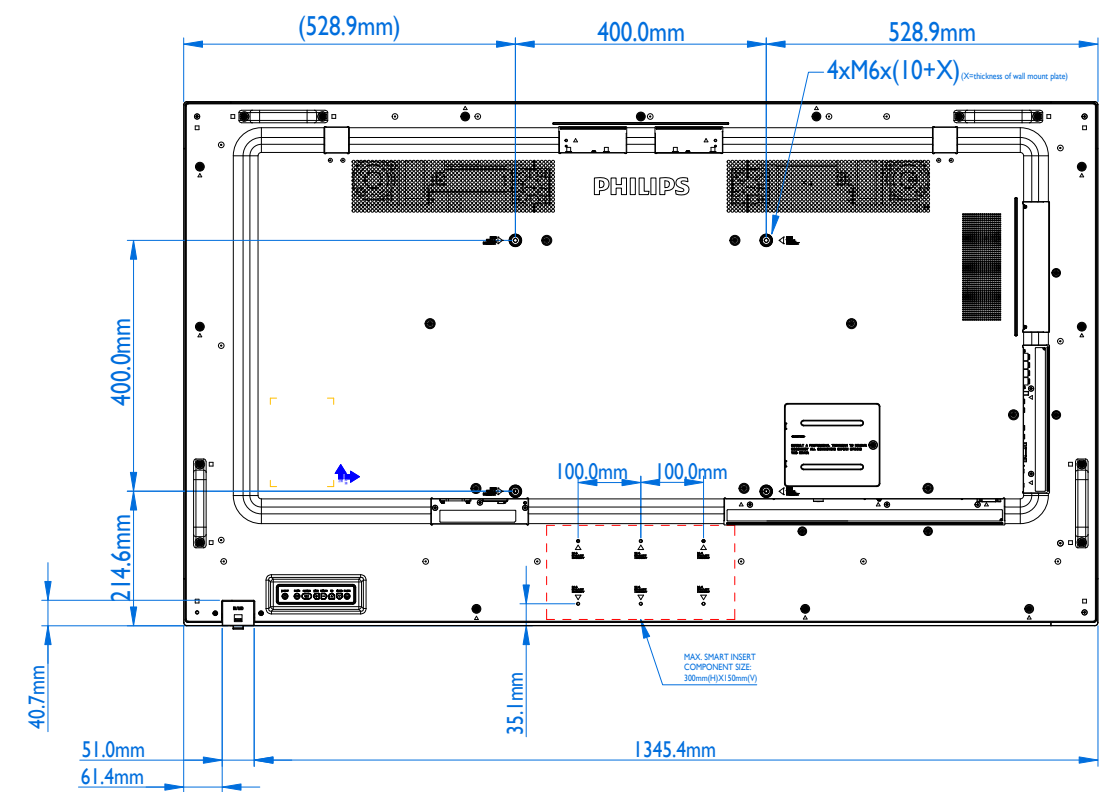 (528.9mm)
400.0mm
528.9mm
4xM6x(10+X) (X=thickness of wall mount plate)
PHILIPS
400.0mm
100.0mm
100.0mm
214.6mm
40.7mm
35.1mm
MAX. SMART INSERT
COMPONENT SIZE:
300mm(H)X150mm(V)
51.0mm
1345.4mm
61.4mm